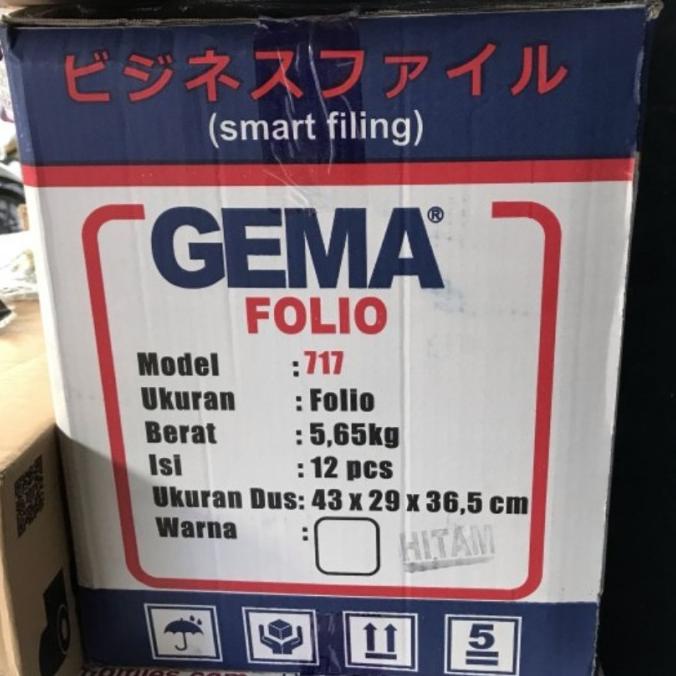 ビジネスファイル
(smart filing)
GEMA®
FOLIO
Model : 717
Ukuran : Folio
Berat : 5,65kg
Isi : 12 pcs
Ukuran Dus: 43 x 29 x 36,5 cm
Warna :
HITAM
5